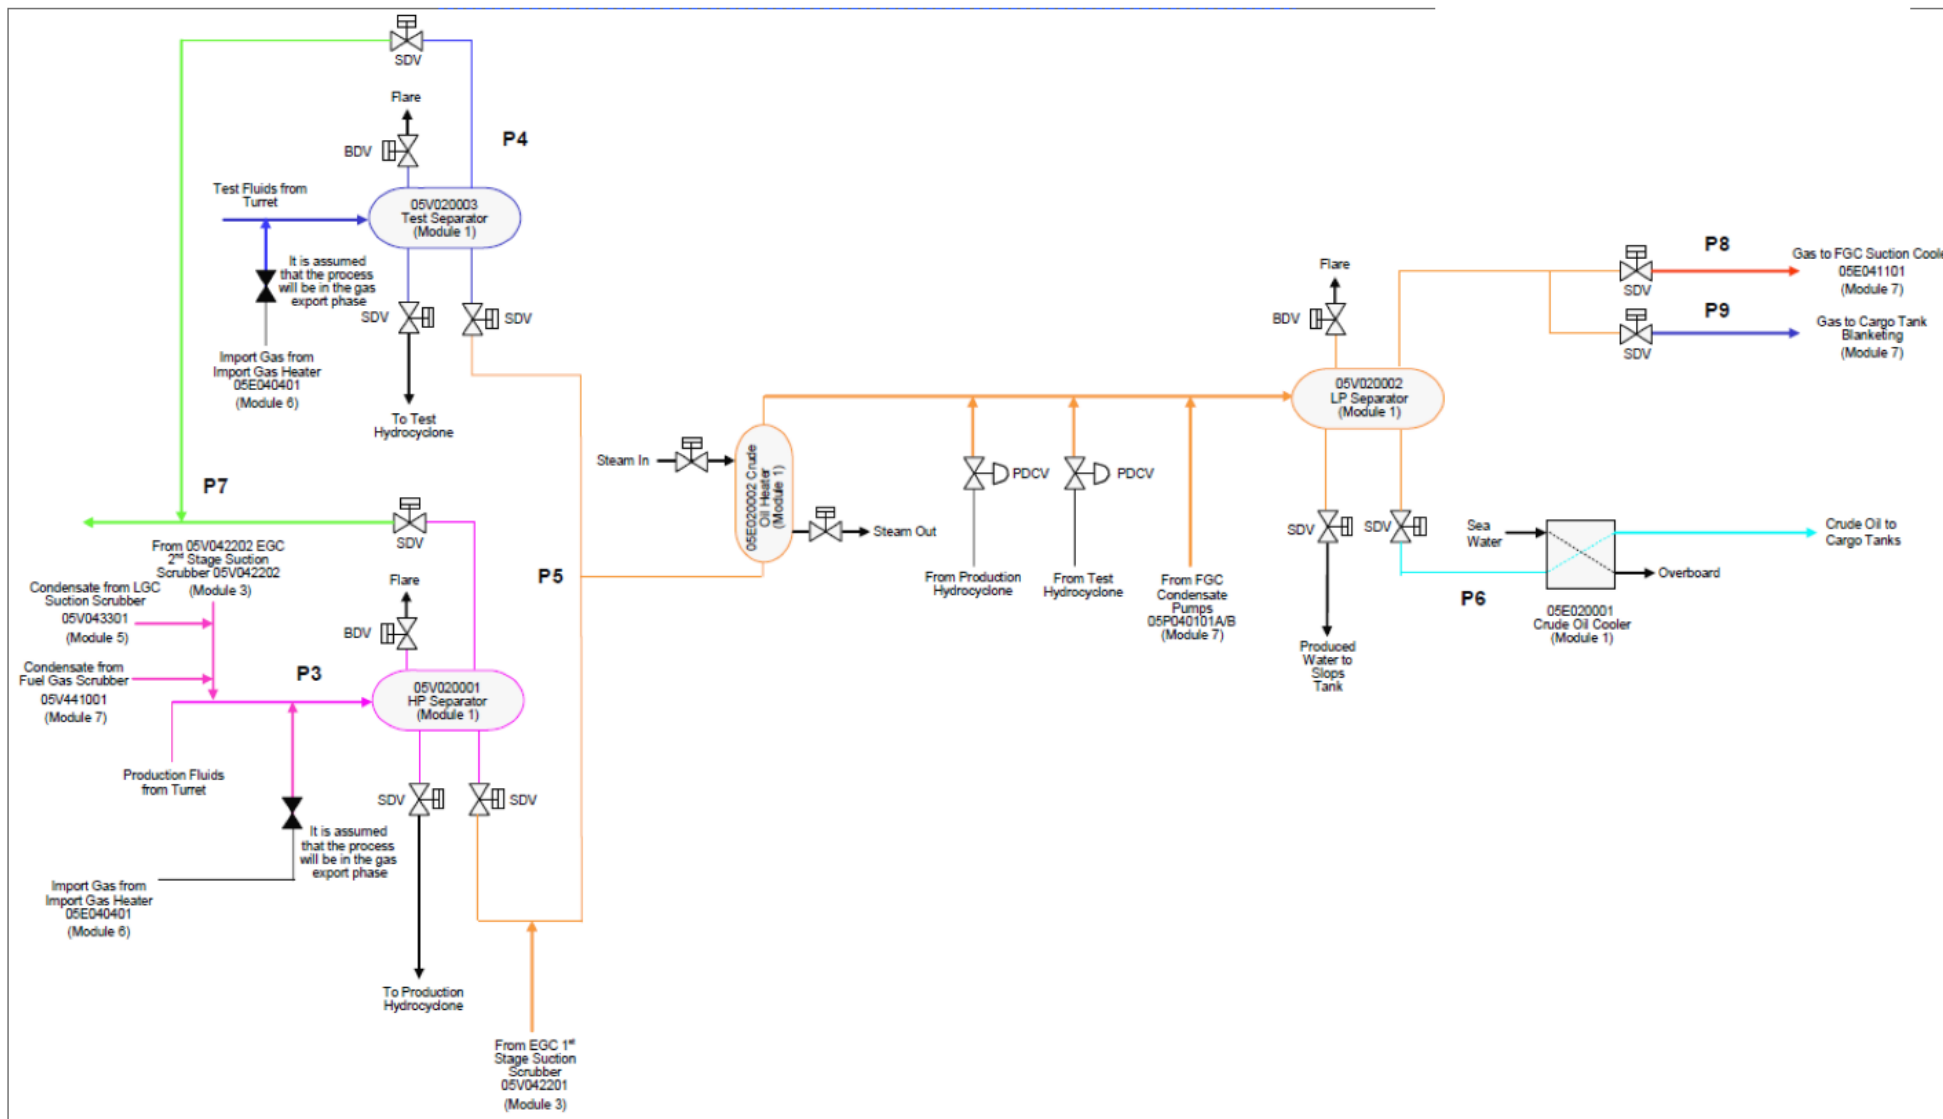 SDV
Flare
P4
BDV
Test Fluids from
Turret
05V020003
Test Separator
(Module 1)
It is assumed
that the process
will be in the gas
export phase
SDV
SDV
Import Gas from
Import Gas Heater
05E040401
(Module 6)
To Test
Hydrocyclone
P7
SDV
From 05V042202 EGC
2nd Stage Suction
Scrubber 05V042202
(Module 3)
Condensate from LGC
Suction Scrubber
05V043301
(Module 5)
Flare
BDV
Condensate from
Fuel Gas Scrubber
05V441001
(Module 7)
P3
05V020001
HP Separator
(Module 1)
Production Fluids
from Turret
SDV
SDV
It is assumed
that the process
will be in the gas
export phase
Import Gas from
Import Gas Heater
05E040401
(Module 6)
To Production
Hydrocyclone
From EGC 1st
Stage Suction
Scrubber
05V042201
(Module 3)
P5
Steam In
05E020002 Crude
Oil Heater
(Module 1)
Steam Out
PDCV
PDCV
From Production
Hydrocyclone
From Test
Hydrocyclone
From FGC
Condensate
Pumps
05P040101A/B
(Module 7)
Flare
BDV
05V020002
LP Separator
(Module 1)
SDV
P8
Gas to FGC Suction Coole
05E041101
(Module 7)
SDV
P9
Gas to Cargo Tank
Blanketing
(Module 7)
SDV
SDV
Produced
Water to
Slops
Tank
P6
Sea
Water
Crude Oil to
Cargo Tanks
Overboard
05E020001
Crude Oil Cooler
(Module 1)